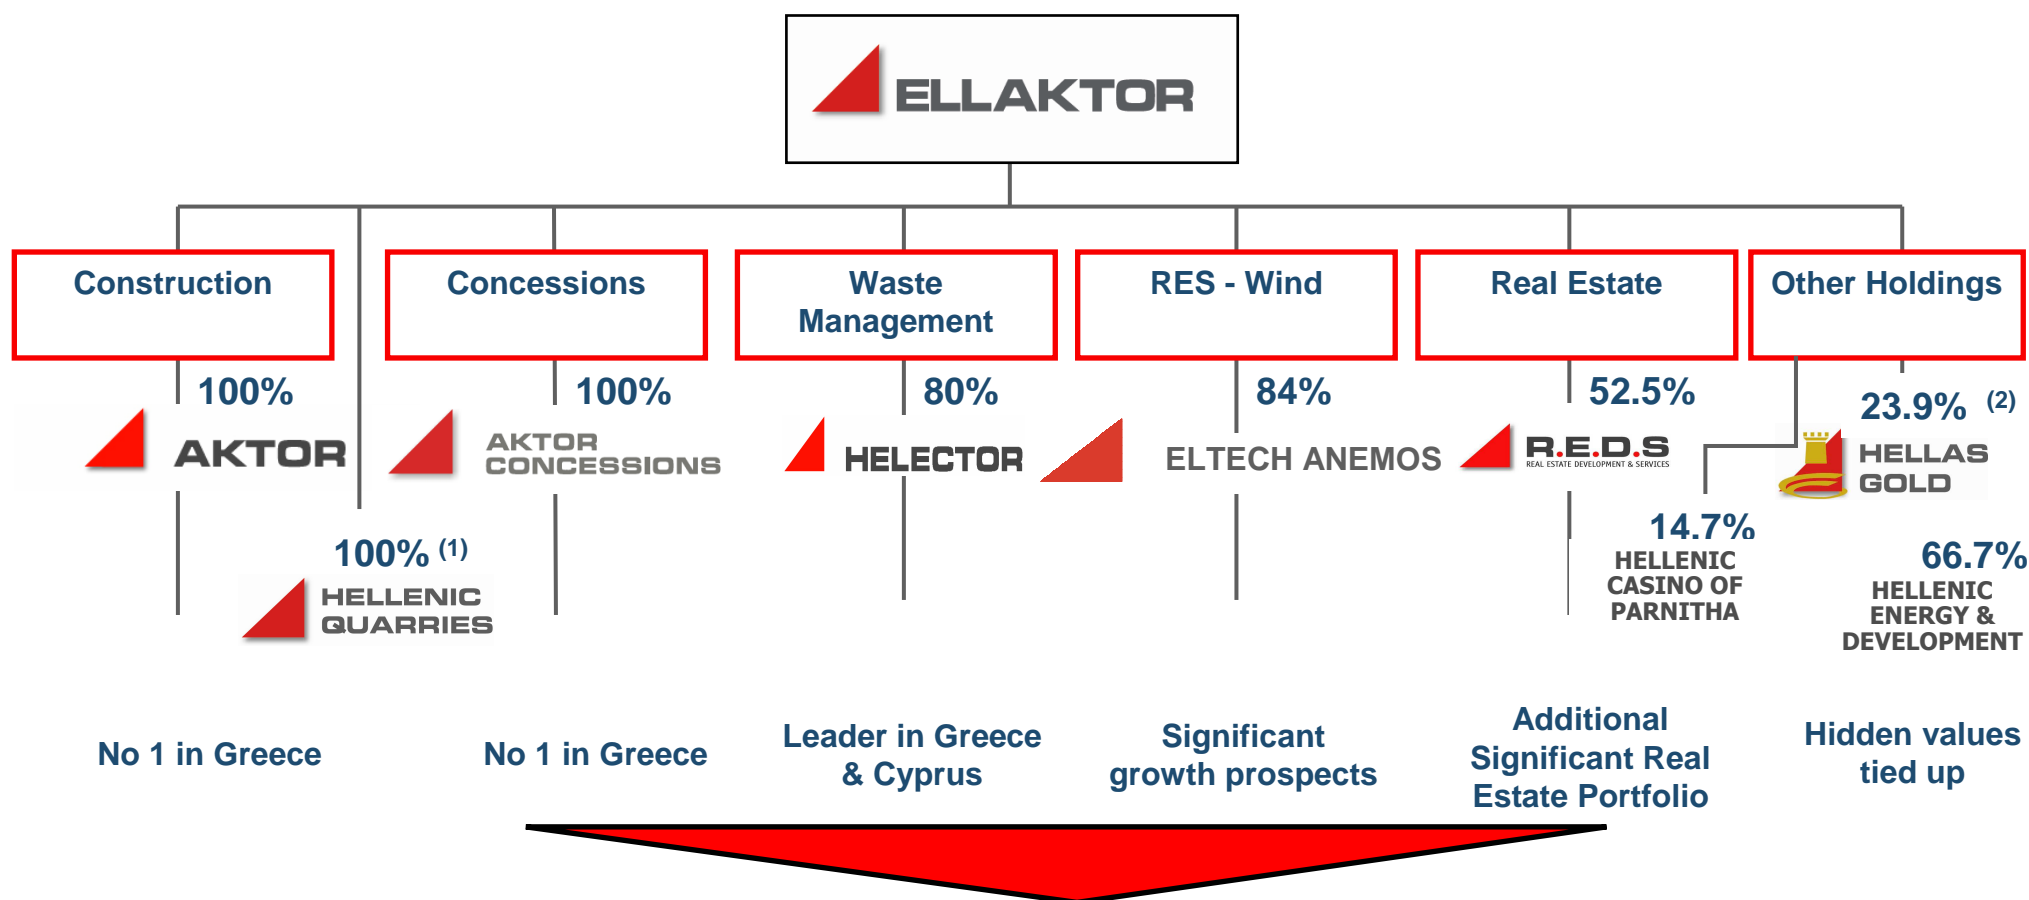 ELLAKTOR
Construction
Concessions
Waste
Management
RES - Wind
Real Estate
Other Holdings
100%
AKTOR
100%
AKTOR
CONCESSIONS
80%
HELECTOR
84%
ELTECH ANEMOS
52.5%
R.E.D.S
REAL ESTATE DEVELOPMENT & SERVICES
23.9% (2)
HELLAS
GOLD
100% (1)
HELLENIC
QUARRIES
14.7%
HELLENIC
CASINO OF
PARNITHA
66.7%
HELLENIC
ENERGY &
DEVELOPMENT
No 1 in Greece
No 1 in Greece
Leader in Greece
& Cyprus
Significant
growth prospects
Additional
Significant Real
Estate Portfolio
Hidden values
tied up